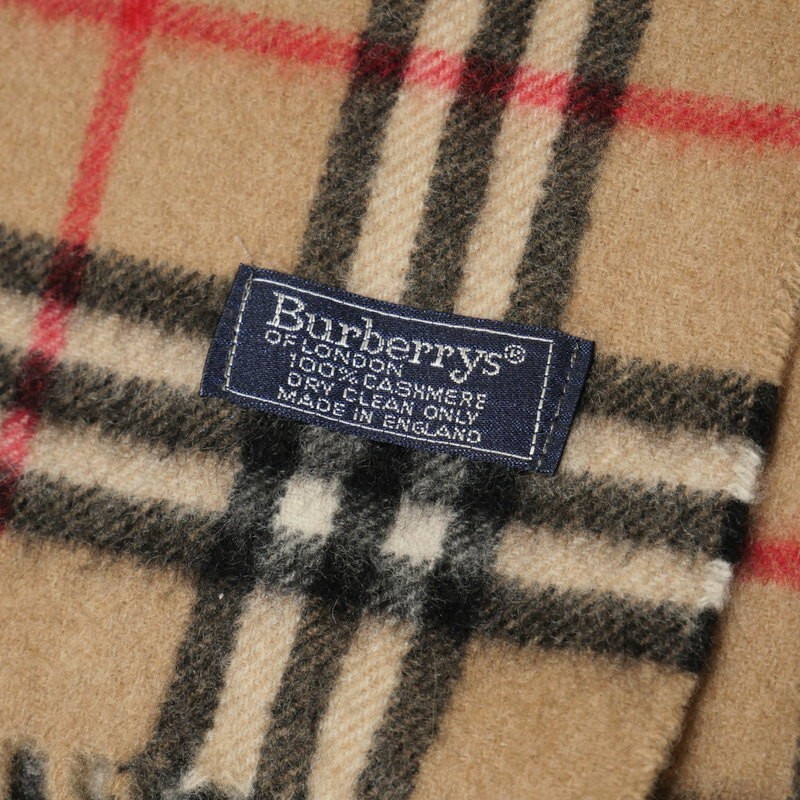 Burberrys®
OF LONDON
100% CASHMERE
DRY CLEAN ONLY
MADE IN ENGLAND